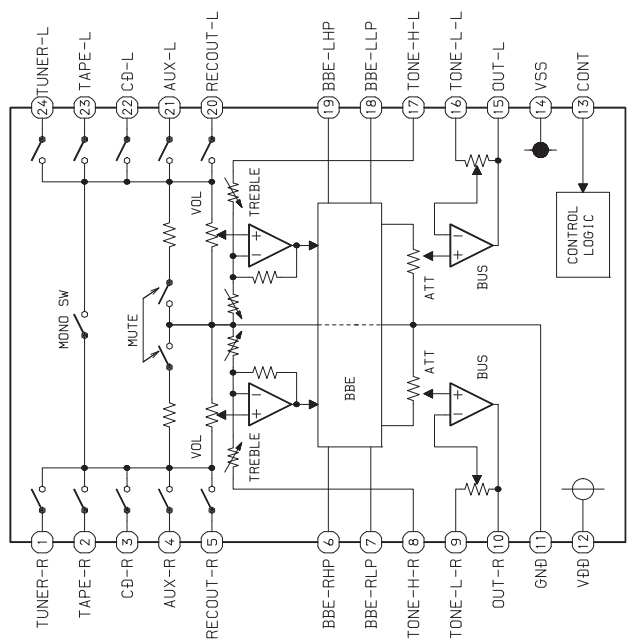 TUNER-L
TAPE-L
CD-L
AUX-L
RECOUT-L
BBE-LHP
BBE-LLP
TONE-H-L
TONE-L-L
OUT-L
VSS
CONT
24
23
22
21
20
19
18
17
16
15
14
13
MONO SW
MUTE
VOL
TREBLE
+
−
BBE
ATT
+
−
BUS
CONTROL
LOGIC
VOL
TREBLE
−
+
ATT
−
+
BUS
1
2
3
4
5
6
7
8
9
10
11
12
TUNER-R
TAPE-R
CD-R
AUX-R
RECOUT-R
BBE-RHP
BBE-RLP
TONE-H-R
TONE-L-R
OUT-R
GND
VDD